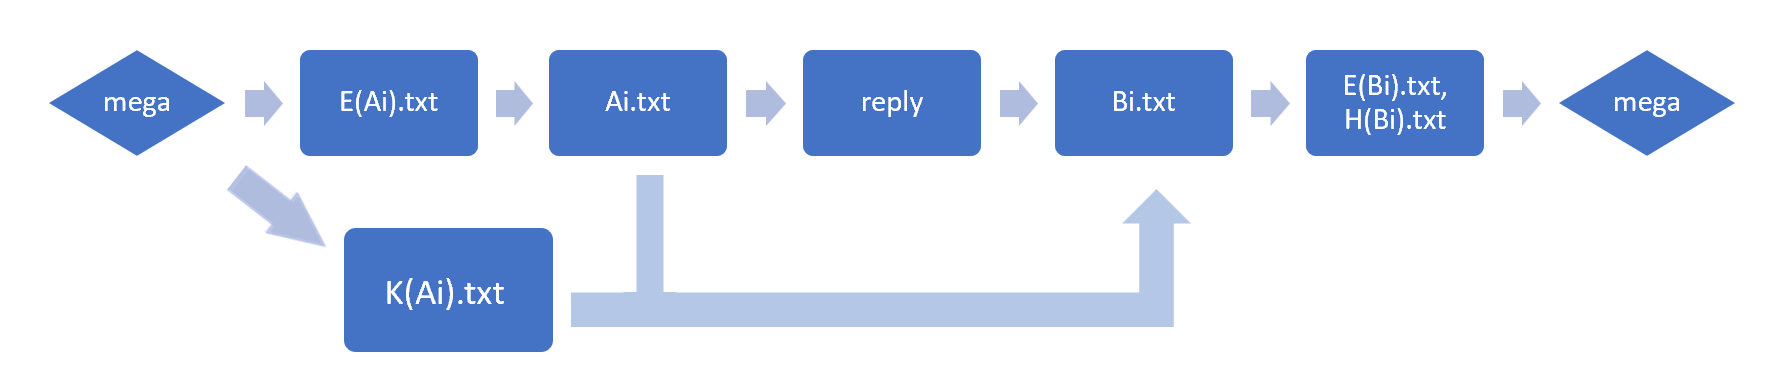 mega
E(Ai).txt
Ai.txt
reply
Bi.txt
E(Bi).txt,
H(Bi).txt
mega
K(Ai).txt